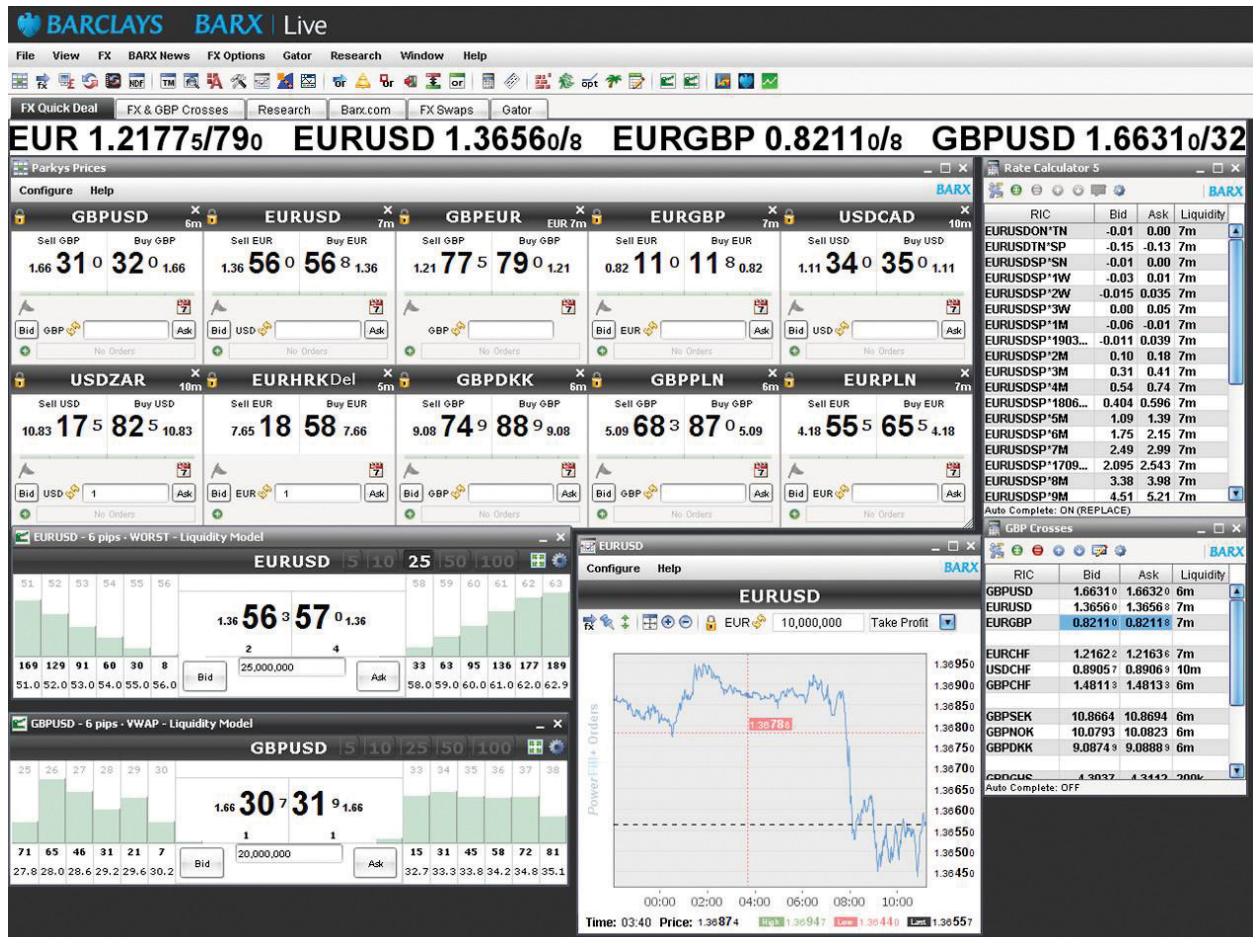 BARCLAYS BARX | Live
File View FX BARX News FX Options Gator Research Window Help
FX Quick Deal FX & GBP Crosses Research Barx.com FX Swaps Gator
EUR 1.21775/790 EURUSD 1.36560/8 EURGBP 0.82110/8 GBPUSD 1.66310/32
Parkys Prices
Configure Help BARX
GBPUSD 6m EURUSD 7m GBPEUR EUR 7m EURGBP 7m USDCAD 10m
Sell GBP Buy GBP Sell EUR Buy EUR Sell GBP Buy GBP Sell EUR Buy EUR Sell USD Buy USD
1.66 31 0 32 0 1.66 1.36 56 0 56 8 1.36 1.21 77 5 79 0 1.21 0.82 11 0 11 8 0.82 1.11 34 0 35 0 1.11
Bid GBP Ask Bid USD Ask GBP Bid EUR Ask Bid USD Ask
No Orders No Orders No Orders No Orders No Orders
USDZAR 10m EURHRKDel 5m GBPDKK 6m GBPPLN 6m EURPLN 7m
Sell USD Buy USD Sell EUR Buy EUR Sell GBP Buy GBP Sell GBP Buy GBP Sell EUR Buy EUR
10.83 17 5 82 5 10.83 7.65 18 58 7.66 9.08 74 9 88 9 9.08 5.09 68 3 87 0 5.09 4.18 55 5 65 5 4.18
Bid USD 1 Ask Bid EUR 1 Ask Bid GBP Ask Bid GBP Ask Bid EUR Ask
No Orders No Orders No Orders No Orders No Orders
Rate Calculator 5
BARX
RIC Bid Ask Liquidity
EURUSDON*TN -0.01 0.00 7m
EURUSDTN*SP -0.15 -0.13 7m
EURUSDSP*SN -0.01 0.00 7m
EURUSDSP*1W -0.03 0.01 7m
EURUSDSP*2W -0.015 0.035 7m
EURUSDSP*3W 0.00 0.05 7m
EURUSDSP*1M -0.06 -0.01 7m
EURUSDSP*1903... -0.011 0.039 7m
EURUSDSP*2M 0.10 0.18 7m
EURUSDSP*3M 0.31 0.41 7m
EURUSDSP*4M 0.54 0.74 7m
EURUSDSP*1806... 0.404 0.596 7m
EURUSDSP*5M 1.09 1.39 7m
EURUSDSP*6M 1.75 2.15 7m
EURUSDSP*7M 2.49 2.99 7m
EURUSDSP*1709... 2.095 2.543 7m
EURUSDSP*8M 3.38 3.98 7m
EURUSDSP*9M 4.51 5.21 7m
Auto Complete: ON (REPLACE)
EURUSD - 6 pips - WORST - Liquidity Model
EURUSD 5 10 25 50 100
51 52 53 54 55 56 58 59 60 61 62 63
1.36 56 3 57 0 1.36
2 4
169 129 91 60 30 8 Bid 25,000,000 Ask 33 63 95 136 177 189
51.0 52.0 53.0 54.0 55.0 56.0 58.0 59.0 60.0 61.0 62.0 62.9
GBPUSD - 6 pips - VWAP - Liquidity Model
GBPUSD 5 10 25 50 100
25 26 27 28 29 30 33 34 35 36 37 38
1.66 30 7 31 9 1.66
1 1
71 65 46 31 21 7 Bid 20,000,000 Ask 15 31 45 58 72 81
27.8 28.0 28.6 29.2 29.6 30.2 32.7 33.3 33.8 34.2 34.8 35.1
EURUSD
Configure Help BARX
EURUSD
fx EUR 10,000,000 Take Profit
PowerFill+ Orders
1.36788
1.36950
1.36900
1.36850
1.36800
1.36750
1.36700
1.36650
1.36600
1.36550
1.36500
1.36450
00:00 02:00 04:00 06:00 08:00 10:00
Time: 03:40 Price: 1.36874 High 1.36947 Low 1.36440 Last 1.36557
GBP Crosses
BARX
RIC Bid Ask Liquidity
GBPUSD 1.66310 1.66320 6m
EURUSD 1.36560 1.36568 7m
EURGBP 0.82110 0.82118 7m
EURCHF 1.21622 1.21636 7m
USDCHF 0.89057 0.89069 10m
GBPCHF 1.48113 1.48133 6m
GBPSEK 10.8664 10.8694 6m
GBPNOK 10.0793 10.0823 6m
GBPDKK 9.08749 9.08889 6m
Auto Complete: OFF